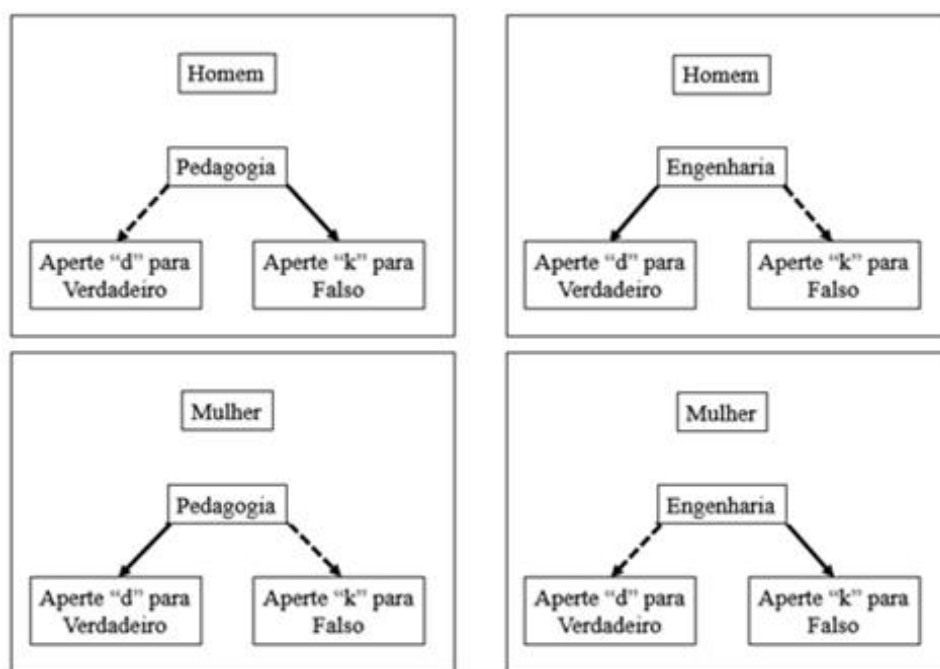 Homem
Pedagogia
Aperte “d” para
Verdadeiro
Aperte “k” para
Falso
Homem
Engenharia
Aperte “d” para
Verdadeiro
Aperte “k” para
Falso
Mulher
Pedagogia
Aperte “d” para
Verdadeiro
Aperte “k” para
Falso
Mulher
Engenharia
Aperte “d” para
Verdadeiro
Aperte “k” para
Falso